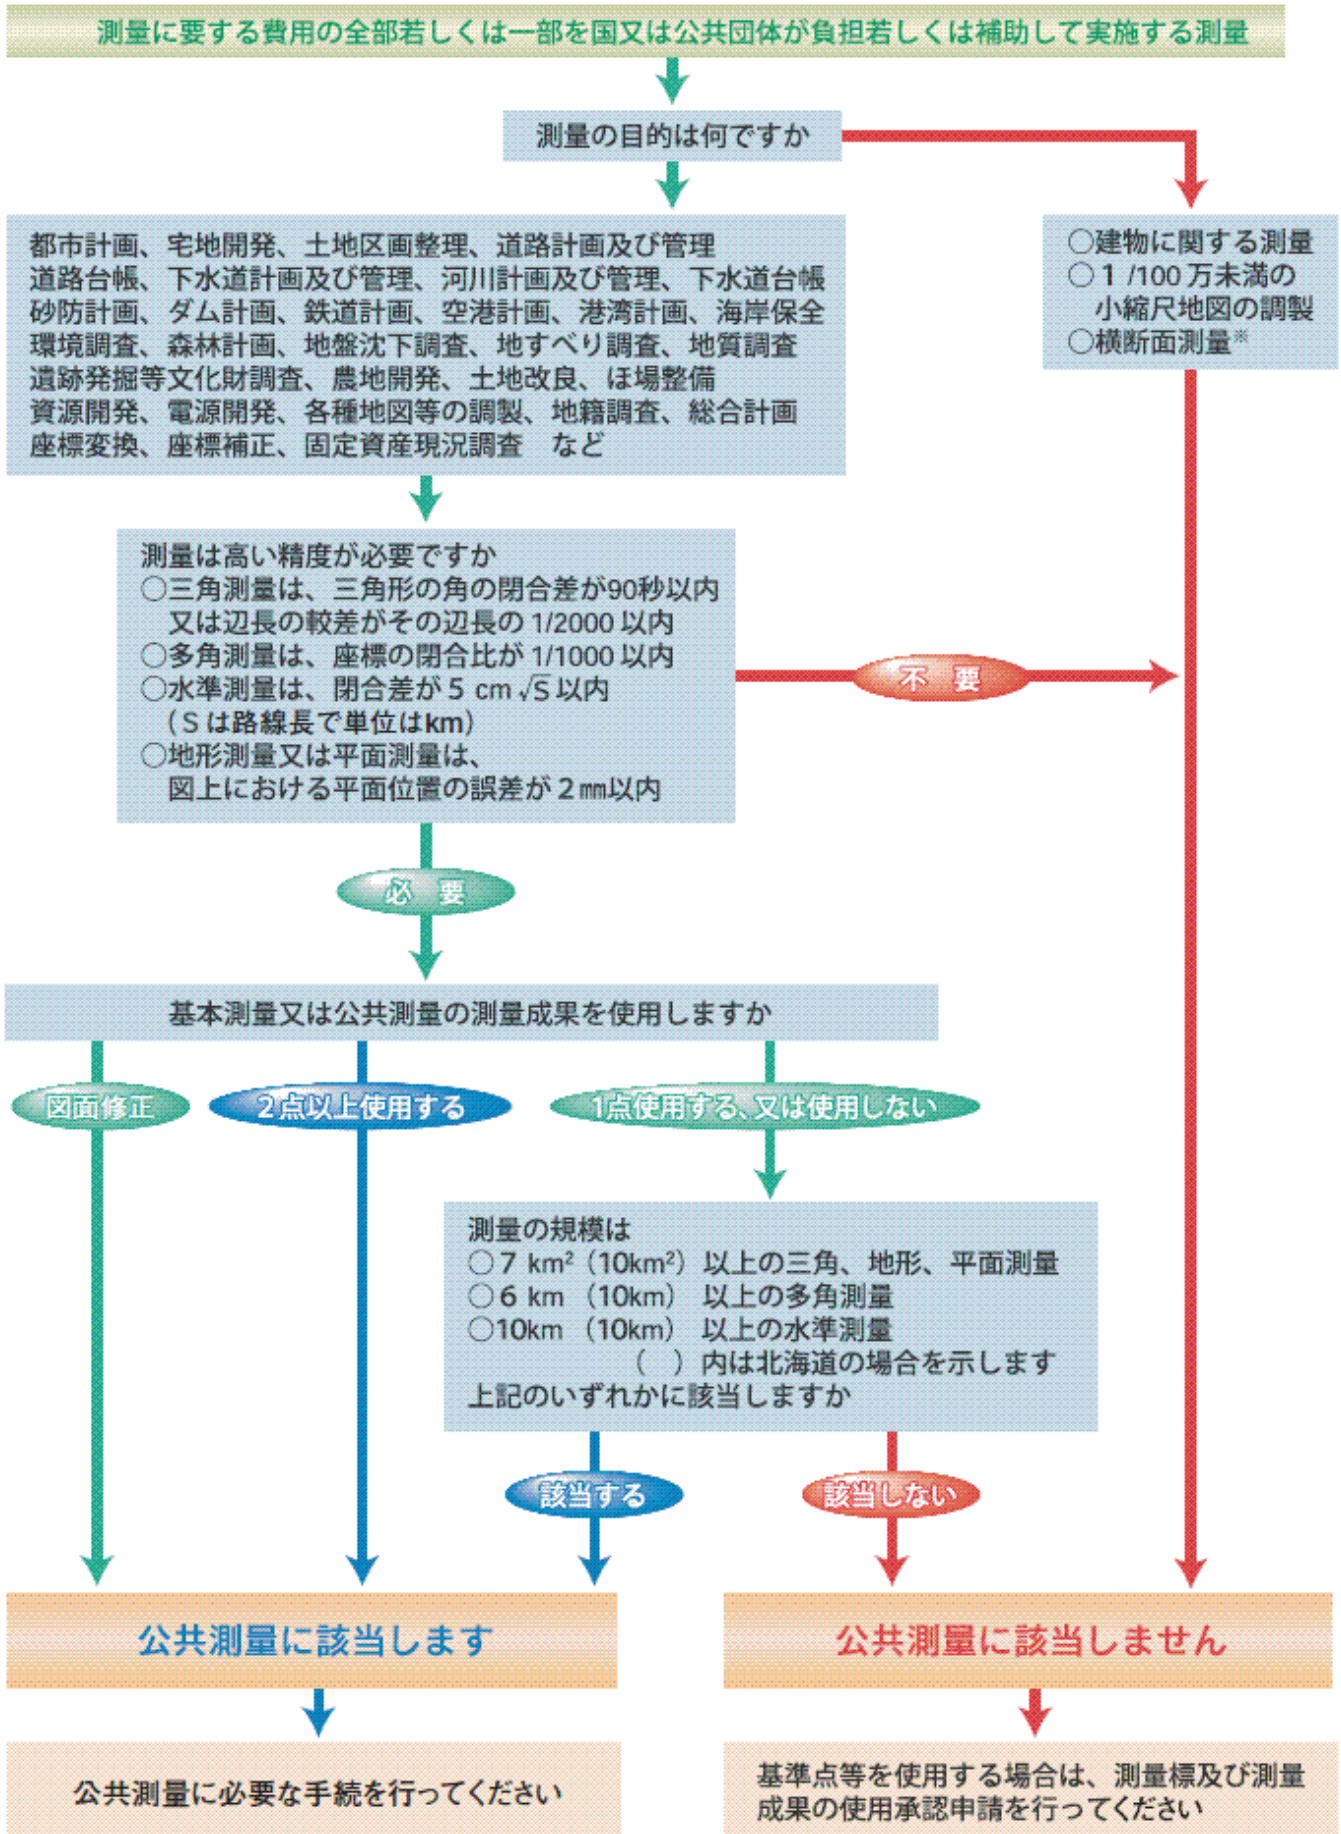 測量に要する費用の全部若しくは一部を国又は公共団体が負担若しくは補助して実施する測量
測量の目的は何ですか
都市計画、宅地開発、土地区画整理、道路計画及び管理
道路台帳、下水道計画及び管理、河川計画及び管理、下水道台帳
砂防計画、ダム計画、鉄道計画、空港計画、港湾計画、海岸保全
環境調査、森林計画、地盤沈下調査、地すべり調査、地質調査
遺跡発掘等文化財調査、農地開発、土地改良、ほ場整備
資源開発、電源開発、各種地図等の調製、地籍調査、総合計画
座標変換、座標補正、固定資産現況調査 など
○建物に関する測量
○1/100万未満の
小縮尺地図の調製
○横断面測量※
測量は高い精度が必要ですか
○三角測量は、三角形の角の閉合差が90秒以内
又は辺長の較差がその辺長の1/2000以内
○多角測量は、座標の閉合比が1/1000以内
○水準測量は、閉合差が5cm√S以内
(Sは路線長で単位はkm)
○地形測量又は平面測量は、
図上における平面位置の誤差が2㎜以内
不 要
必 要
基本測量又は公共測量の測量成果を使用しますか
図面修正
2点以上使用する
1点使用する、又は使用しない
測量の規模は
○7 km²(10km²)以上の三角、地形、平面測量
○6 km (10km) 以上の多角測量
○10km (10km) 以上の水準測量
( )内は北海道の場合を示します
上記のいずれかに該当しますか
該当する
該当しない
公共測量に該当します
公共測量に該当しません
公共測量に必要な手続を行ってください
基準点等を使用する場合は、測量標及び測量
成果の使用承認申請を行ってください